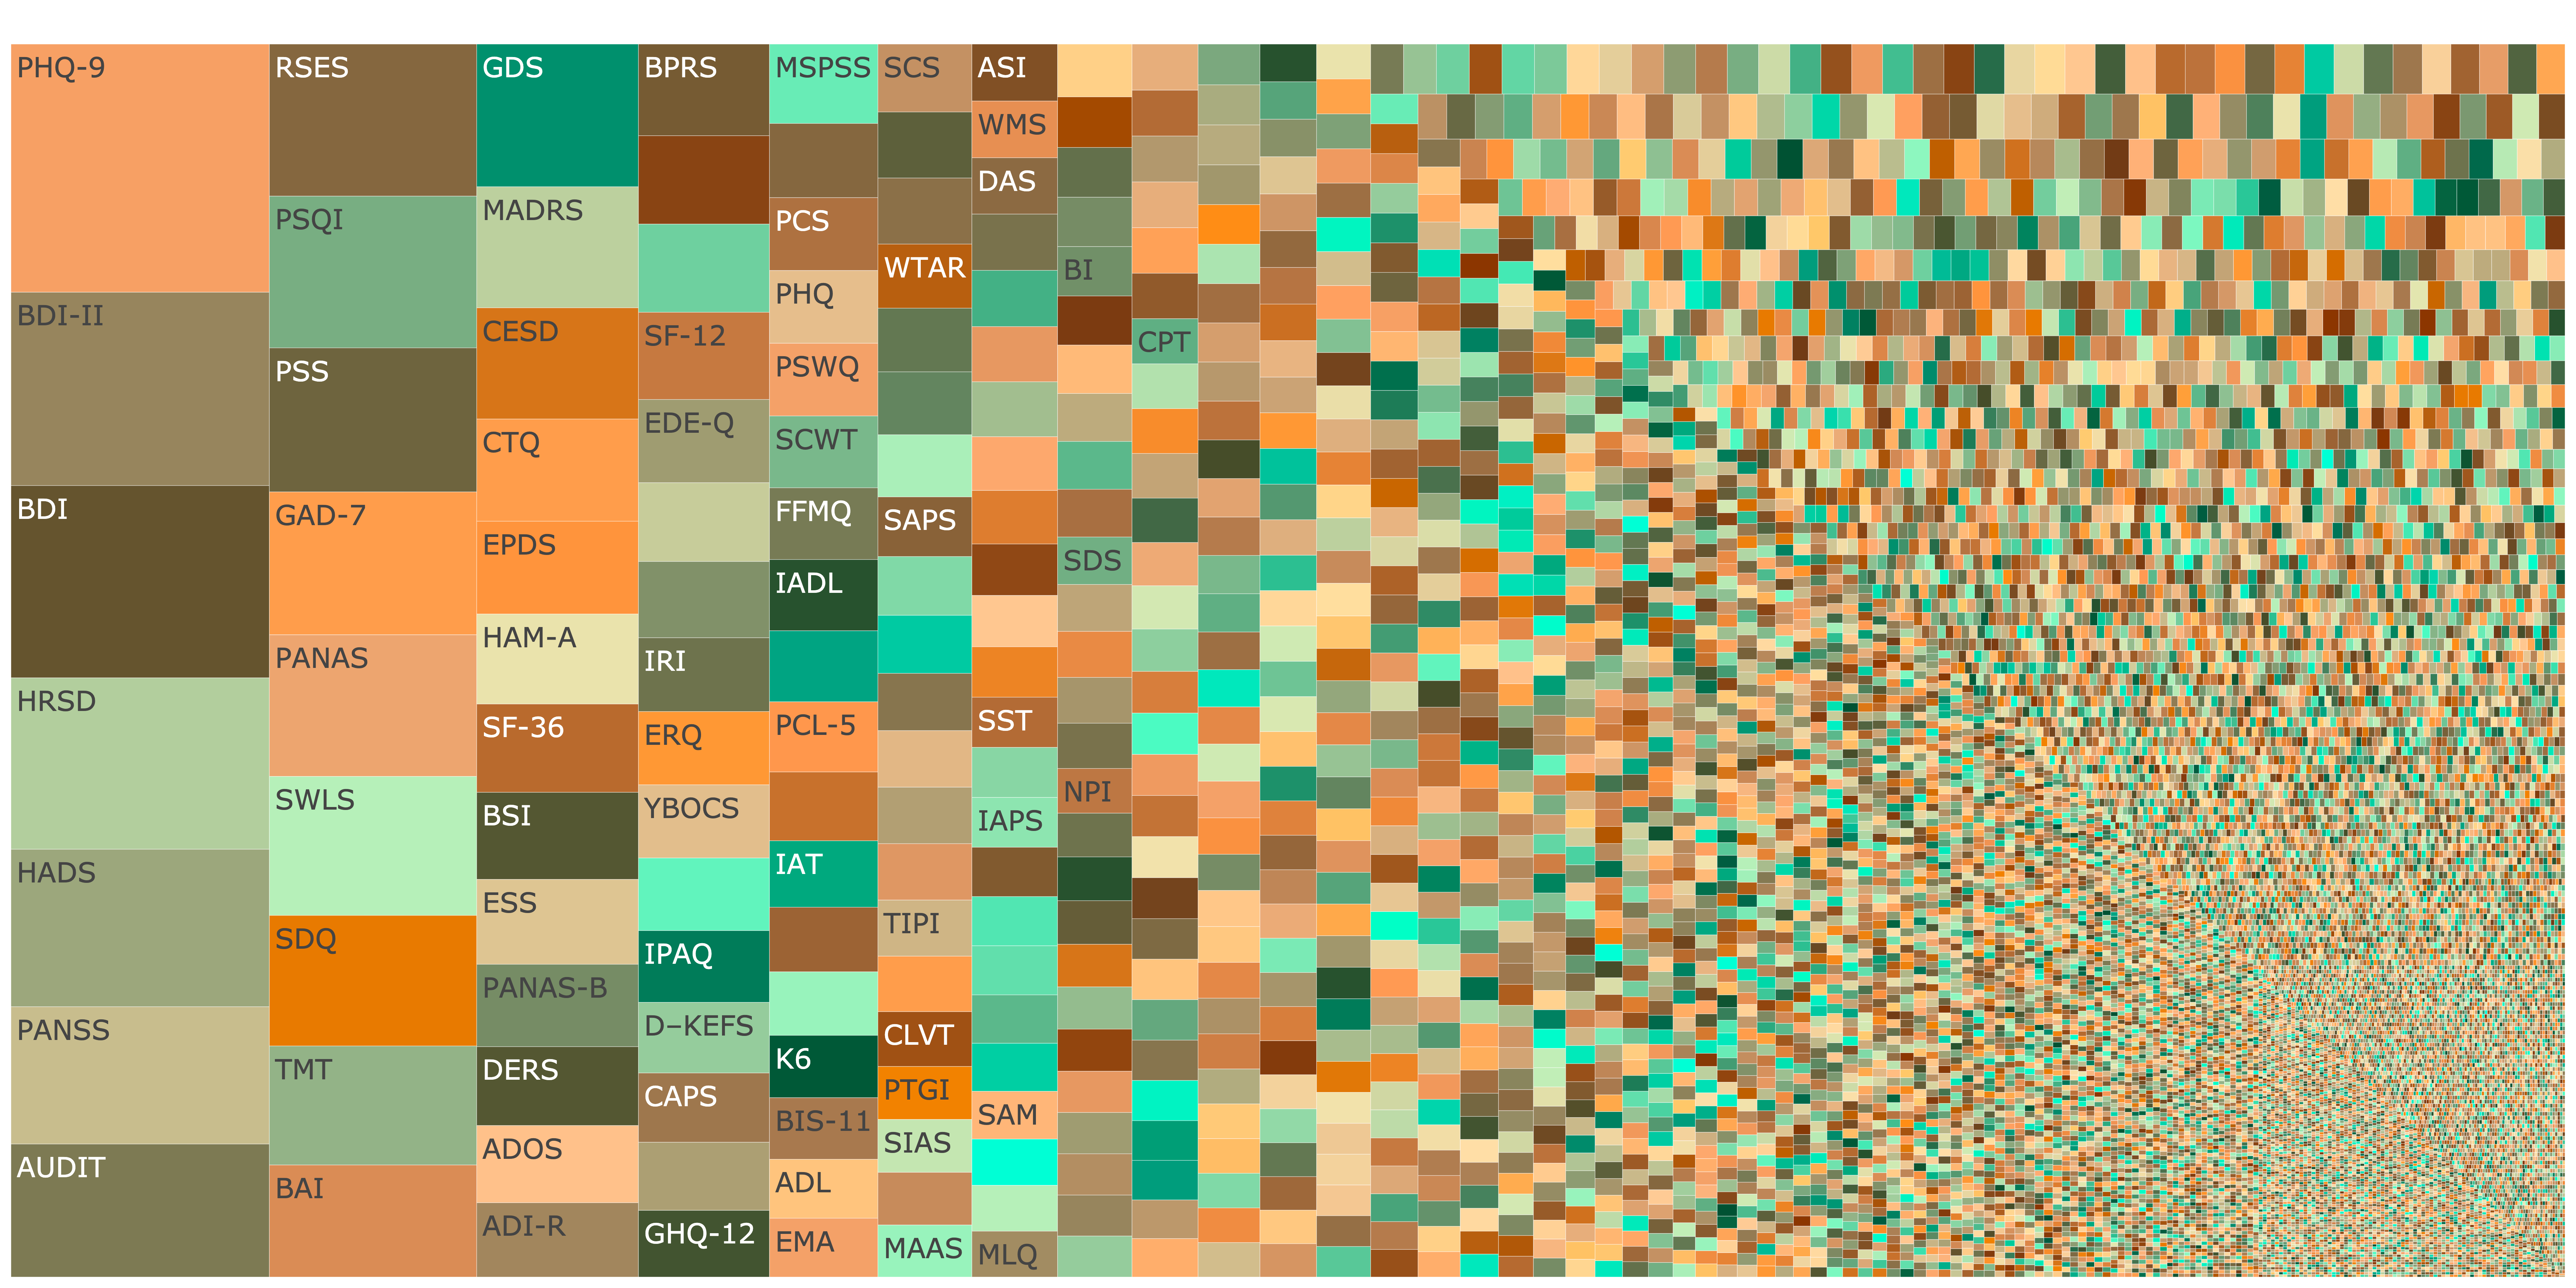 PHQ-9
BDI-II
BDI
HRSD
HADS
PANSS
AUDIT
RSES
PSQI
PSS
GAD-7
PANAS
SWLS
SDQ
TMT
BAI
GDS
MADRS
CESD
CTQ
EPDS
HAM-A
SF-36
BSI
ESS
PANAS-B
DERS
ADOS
ADI-R
BPRS
SF-12
EDE-Q
IRI
ERQ
YBOCS
IPAQ
D–KEFS
CAPS
GHQ-12
MSPSS
PCS
PHQ
PSWQ
SCWT
FFMQ
IADL
PCL-5
IAT
K6
BIS-11
ADL
EMA
SCS
WTAR
SAPS
TIPI
CLVT
PTGI
SIAS
MAAS
ASI
WMS
DAS
SST
IAPS
SAM
MLQ
BI
SDS
NPI
CPT